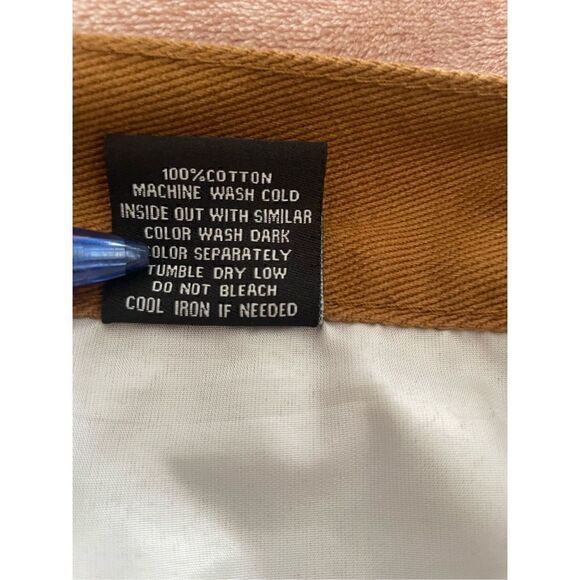 100%COTTON
MACHINE WASH COLD
INSIDE OUT WITH SIMILAR
COLOR WASH DARK
COLOR SEPARATELY
TUMBLE DRY LOW
DO NOT BLEACH
COOL IRON IF NEEDED